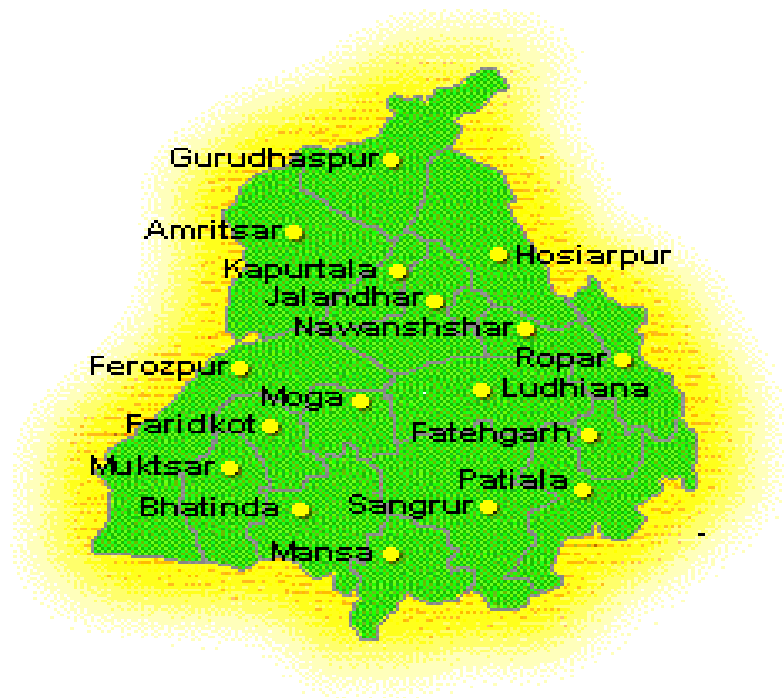 Gurudhaspur
Amritsar
Hosiarpur
Kapurtala
Jalandhar
Nawanshshar
Ropar
Ferozpur
Ludhiana
Moga
Faridkot
Fatehgarh
Muktsar
Patiala
Bhatinda
Sangrur
Mansa